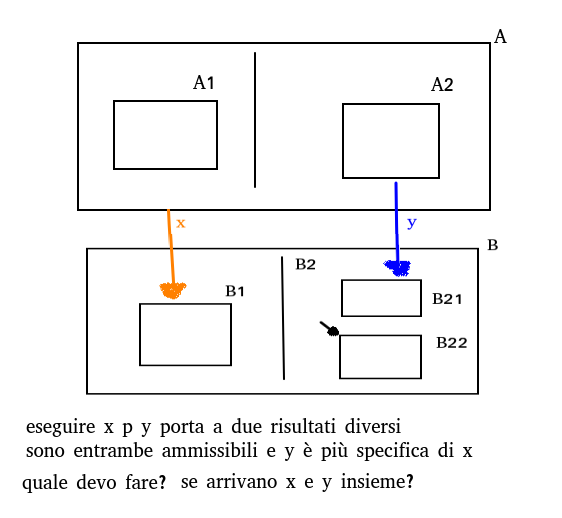 A
A1
A2
x
y
B
B2
B1
B21
B22
eseguire x p y porta a due risultati diversi
sono entrambe ammissibili e y è più specifica di x
quale devo fare? se arrivano x e y insieme?